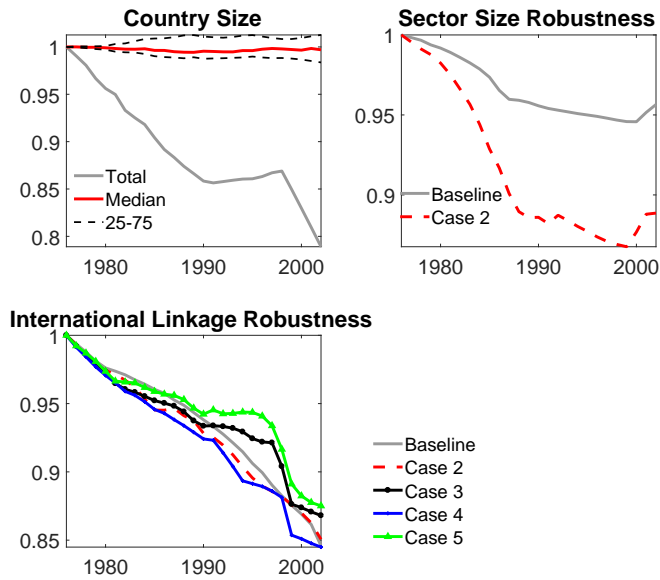 Country Size
1
0.95
0.9
0.85
0.8
Total
Median
25-75
1980
1990
2000
Sector Size Robustness
1
0.95
0.9
Baseline
Case 2
1980
1990
2000
International Linkage Robustness
1
0.95
0.9
0.85
1980
1990
2000
Baseline
Case 2
Case 3
Case 4
Case 5